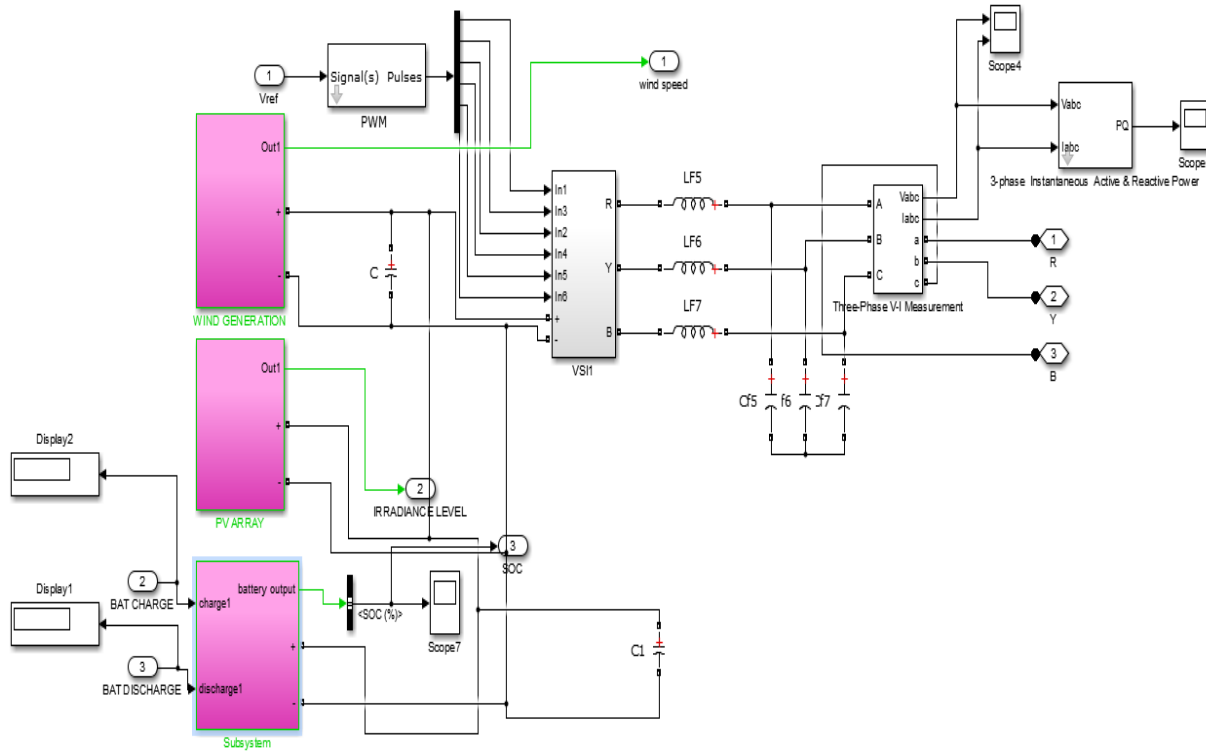 Scope4
1
Vref
Signal(s) Pulses
PWM
1
wind speed
Vabc
Iabc
PQ
Scope
3-phase Instantaneous Active & Reactive Power
Out1
+
-
WIND GENERATION
C
In1
In3
In2
In4
In5
In6
+
-
R
Y
B
VSI1
LF5
LF6
LF7
A
B
C
Vabc
Iabc
a
b
c
Three-Phase V-I Measurement
1
R
2
Y
3
B
Cf5
f6
Cf7
Out1
+
-
PV ARRAY
2
IRRADIANCE LEVEL
3
SOC
Display2
2
BAT CHARGE
Display1
3
BAT DISCHARGE
charge1
discharge1
battery output
+
-
Subsystem
<SOC (%)>
Scope7
C1